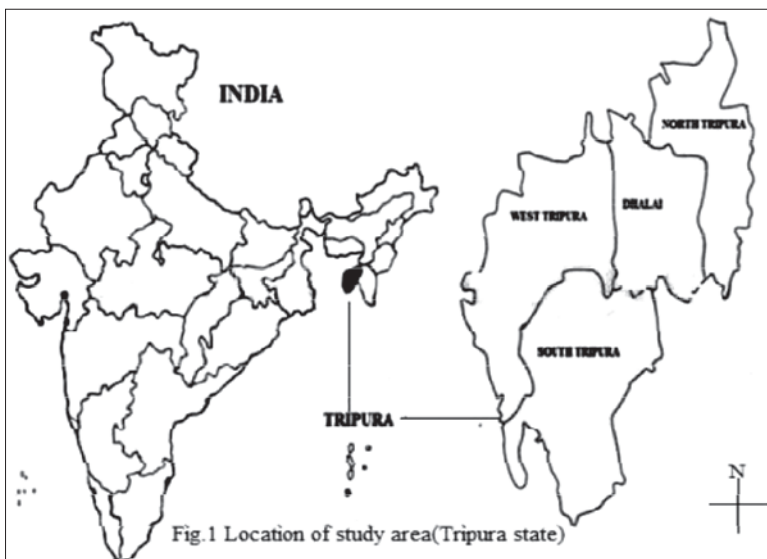 INDIA
NORTH TRIPURA
WEST TRIPURA
DHALAI
SOUTH TRIPURA
TRIPURA
N
Fig.1 Location of study area(Tripura state)